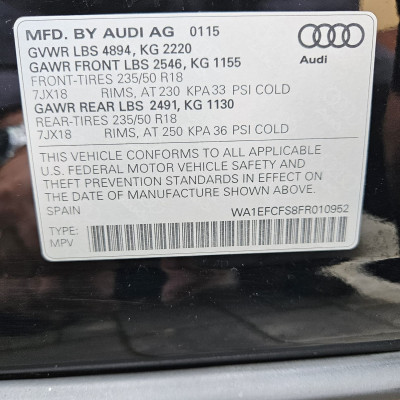 MFD. BY AUDI AG 0115
GVWR LBS 4894, KG 2220
GAWR FRONT LBS 2546, KG 1155
FRONT-TIRES 235/50 R18
7JX18 RIMS, AT 230 KPA 33 PSI COLD
GAWR REAR LBS 2491, KG 1130
REAR-TIRES 235/50 R18
7JX18 RIMS, AT 250 KPA 36 PSI COLD
Audi
THIS VEHICLE CONFORMS TO ALL APPLICABLE
U.S. FEDERAL MOTOR VEHICLE SAFETY AND
THEFT PREVENTION STANDARDS IN EFFECT ON
THE DATE OF MANUFACTURE SHOWN ABOVE.
SPAIN WA1EFCFS8FR010952
TYPE:
MPV